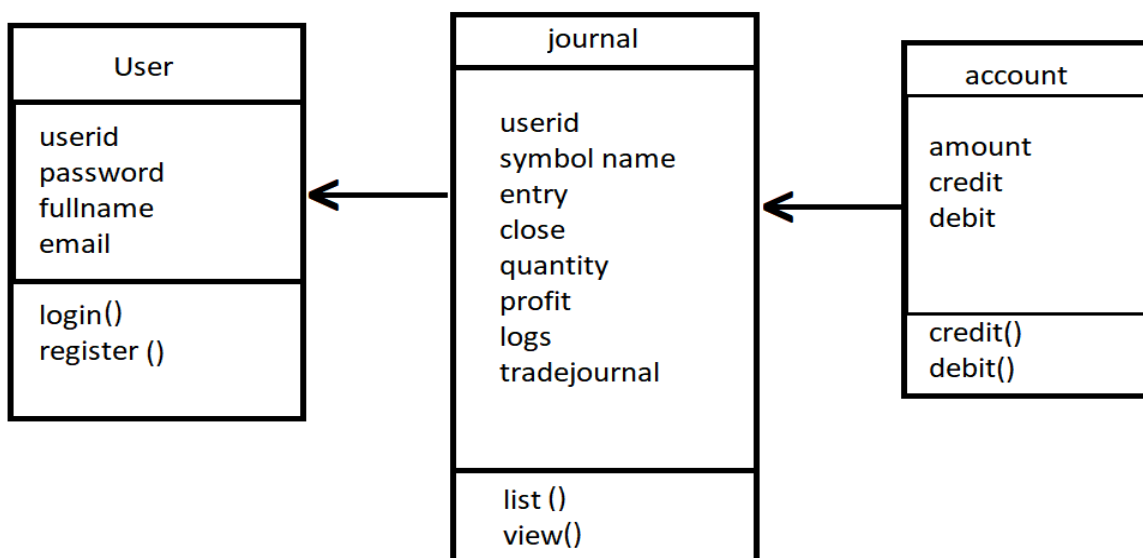 User
userid
password
fullname
email
login()
register ()
journal
userid
symbol name
entry
close
quantity
profit
logs
tradejournal
list ()
view()
account
amount
credit
debit
credit()
debit()